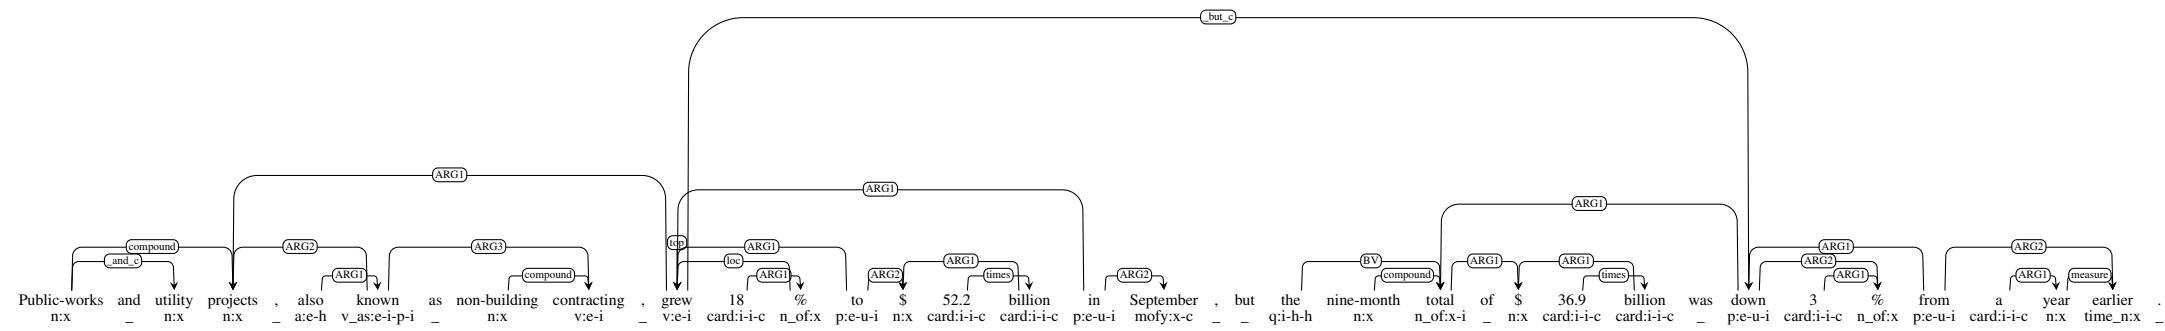 _but_c
ARG1
ARG1
ARG1
top
compound ARG2 ARG3 ARG1 ARG1 ARG2
_and_c loc ARG1 BV ARG1 ARG1 ARG2
ARG1 compound ARG1 ARG2 times ARG2 compound times ARG1 ARG1 measure
Public-works and utility projects , also known as non-building contracting , grew 18 % to $ 52.2 billion in September , but the nine-month total of $ 36.9 billion was down 3 % from a year earlier .
n:x _ n:x n:x _ a:e-h v_as:e-i-p-i _ n:x v:e-i _ v:e-i card:i-i-c n_of:x p:e-u-i n:x card:i-i-c card:i-i-c p:e-u-i mofy:x-c _ _ q:i-h-h n:x n_of:x-i _ n:x card:i-i-c card:i-i-c _ p:e-u-i card:i-i-c n_of:x p:e-u-i card:i-i-c n:x time_n:x _